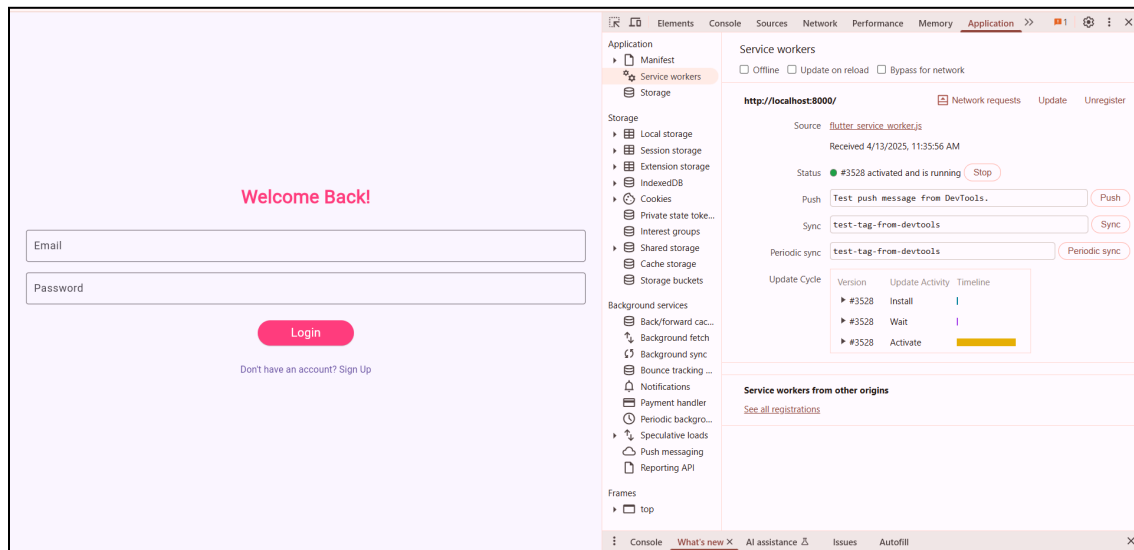 Welcome Back!
Email
Password
Login
Don't have an account? Sign Up
Elements Console Sources Network Performance Memory Application 1
Application
Manifest
Service workers
Storage
Storage
Local storage
Session storage
Extension storage
IndexedDB
Cookies
Private state toke...
Interest groups
Shared storage
Cache storage
Storage buckets
Background services
Back/forward cac...
Background fetch
Background sync
Bounce tracking ...
Notifications
Payment handler
Periodic backgro...
Speculative loads
Push messaging
Reporting API
Frames
top
Service workers
Offline Update on reload Bypass for network
http://localhost:8000/ Network requests Update Unregister
Source flutter_service_worker.js
Received 4/13/2025, 11:35:56 AM
Status #3528 activated and is running Stop
Push Test push message from DevTools. Push
Sync test-tag-from-devtools Sync
Periodic sync test-tag-from-devtools Periodic sync
Update Cycle Version Update Activity Timeline
#3528 Install
#3528 Wait
#3528 Activate
Service workers from other origins
See all registrations
Console What's new AI assistance Issues Autofill